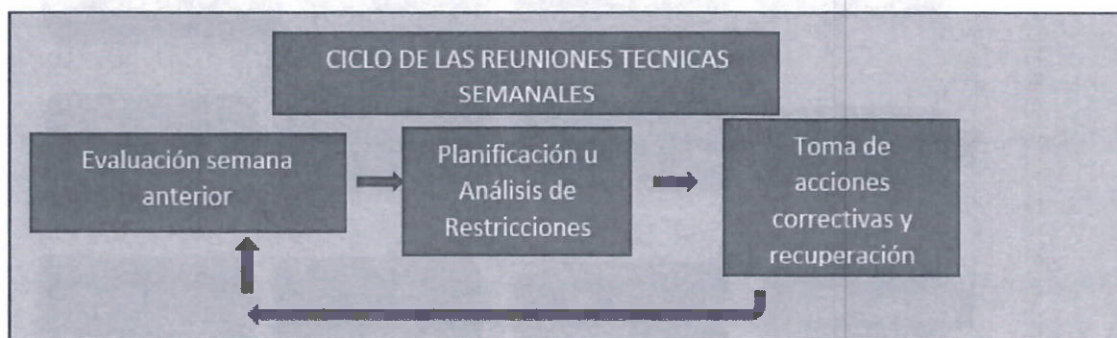 CICLO DE LAS REUNIONES TECNICAS
SEMANALES
Evaluación semana
anterior
Planificación u
Análisis de
Restricciones
Toma de
acciones
correctivas y
recuperación